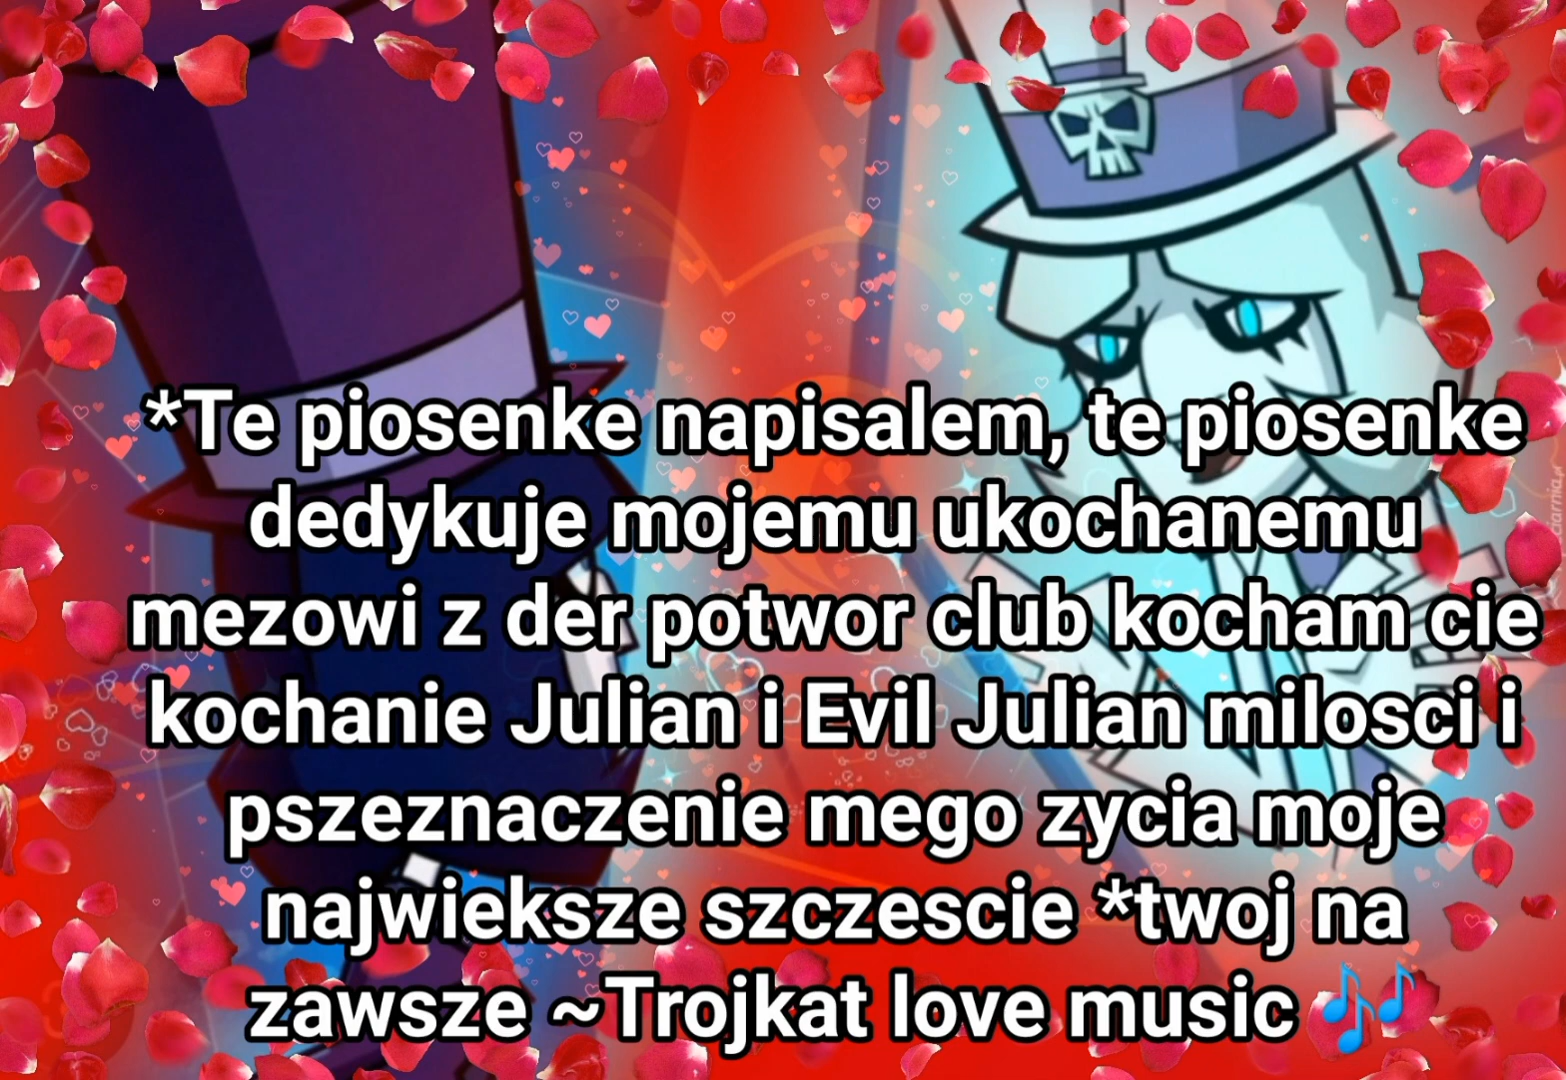 *Te piosenke napisalem, te piosenke
dedykuje mojemu ukochanemu
mezowi z der potwor club kocham cie
kochanie Julian i Evil Julian milosci i
pszeznaczenie mego zycia moje
najwieksze szczescie *twoj na
zawsze ~Trojkat love music 🎶